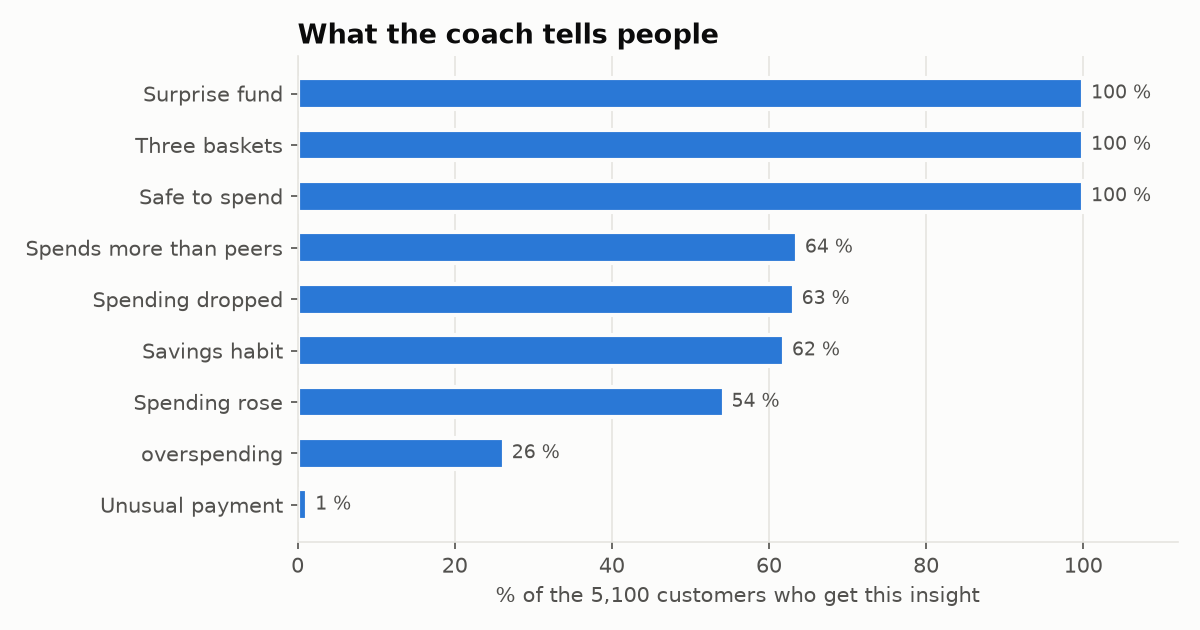 What the coach tells people
Surprise fund 100 %
Three baskets 100 %
Safe to spend 100 %
Spends more than peers 64 %
Spending dropped 63 %
Savings habit 62 %
Spending rose 54 %
overspending 26 %
Unusual payment 1 %
0 20 40 60 80 100
% of the 5,100 customers who get this insight